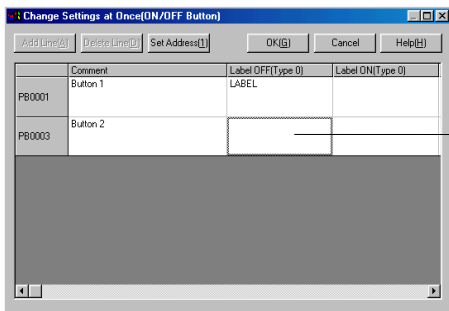 Change Settings at Once(ON/OFF Button)
Add Line(A) Delete Line(D) Set Address(1) OK(G) Cancel Help(H)
Comment Label OFF(Type 0) Label ON(Type 0)
PB0001 Button 1 LABEL
PB0003 Button 2